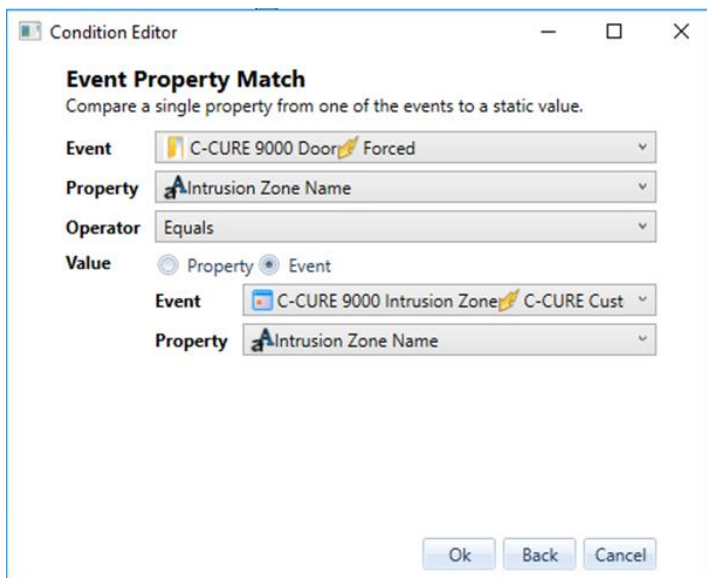 Condition Editor
Event Property Match
Compare a single property from one of the events to a static value.
Event C-CURE 9000 Door Forced
Property Intrusion Zone Name
Operator Equals
Value Property Event
Event C-CURE 9000 Intrusion Zone C-CURE Cust
Property Intrusion Zone Name
Ok Back Cancel